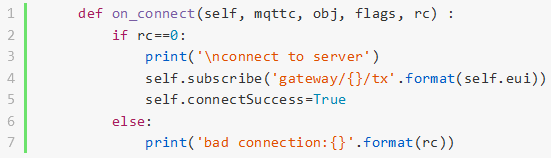 1 def on_connect(self, mqttc, obj, flags, rc) :
2 if rc==0:
3 print('\nconnect to server')
4 self.subscribe('gateway/{}/tx'.format(self.eui))
5 self.connectSuccess=True
6 else:
7 print('bad connection:{}'.format(rc))